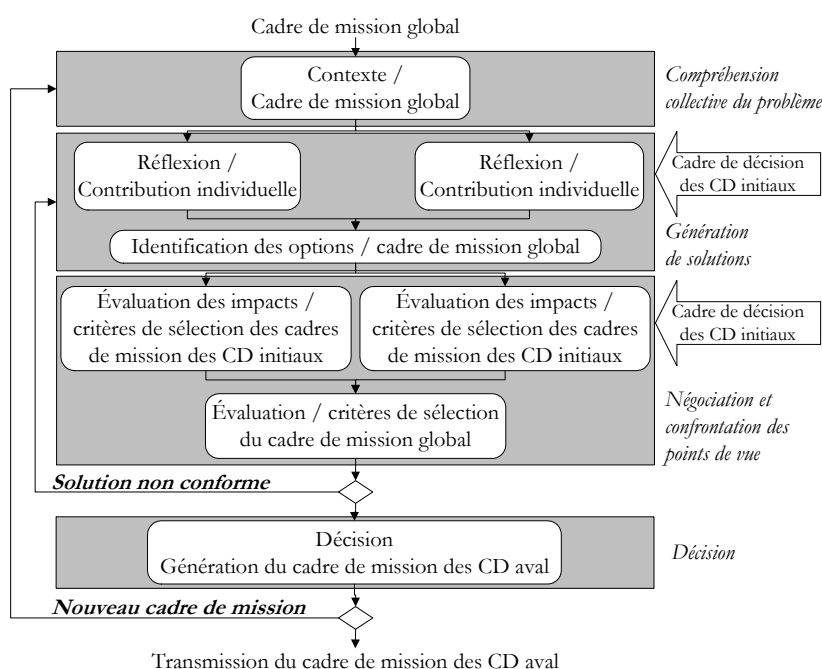 Cadre de mission global
Contexte /
Cadre de mission global
Compréhension
collective du problème
Réflexion /
Contribution individuelle
Réflexion /
Contribution individuelle
Cadre de décision
des CD initiaux
Identification des options / cadre de mission global
Génération
de solutions
Évaluation des impacts /
critères de sélection des cadres
de mission des CD initiaux
Évaluation des impacts /
critères de sélection des cadres
de mission des CD initiaux
Cadre de décision
des CD initiaux
Évaluation / critères de sélection
du cadre de mission global
Négociation et
confrontation des
points de vue
Solution non conforme
Décision
Génération du cadre de mission des CD aval
Décision
Nouveau cadre de mission
Transmission du cadre de mission des CD aval